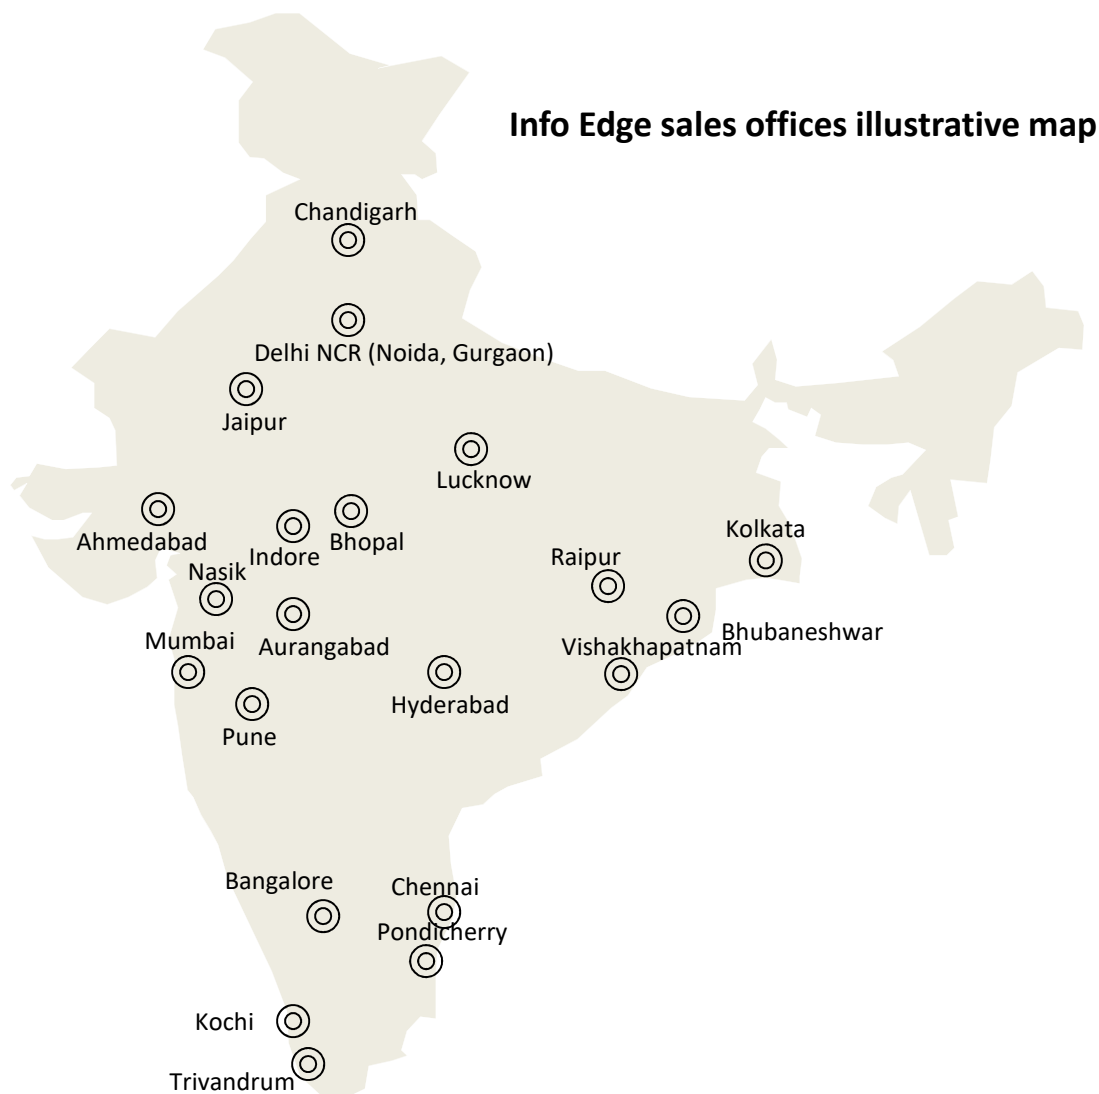 Info Edge sales offices illustrative map
Chandigarh
Delhi NCR (Noida, Gurgaon)
Jaipur
Lucknow
Ahmedabad
Indore
Bhopal
Nasik
Kolkata
Raipur
Mumbai
Aurangabad
Bhubaneshwar
Vishakhapatnam
Hyderabad
Pune
Bangalore
Chennai
Pondicherry
Kochi
Trivandrum